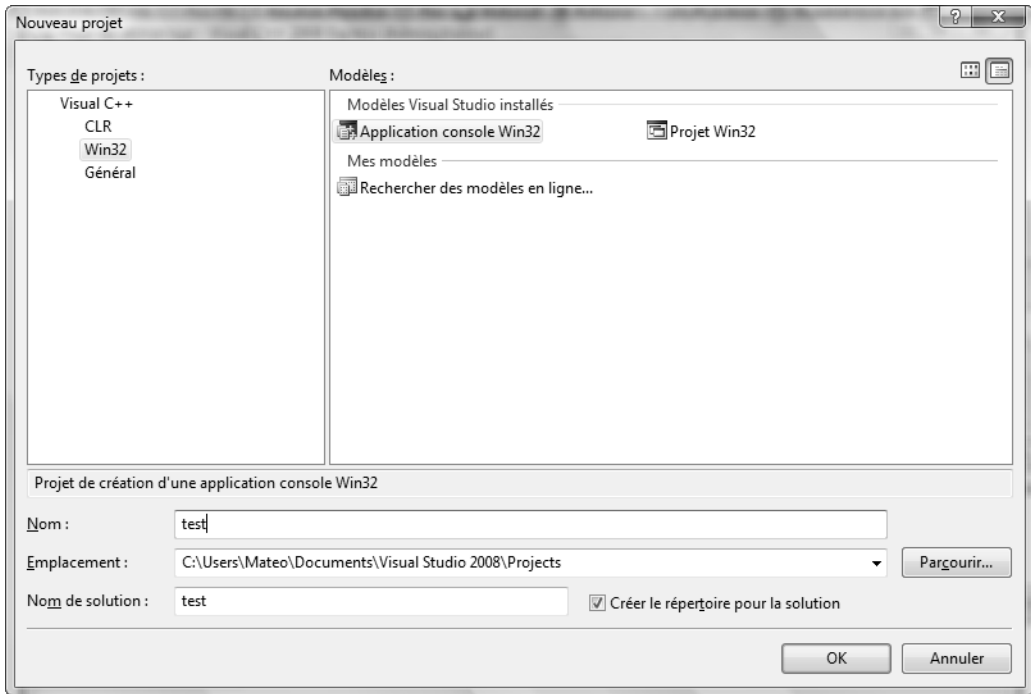 Nouveau projet
Types de projets :
Modèles :
Visual C++
CLR
Win32
Général
Modèles Visual Studio installés
Application console Win32
Projet Win32
Mes modèles
Rechercher des modèles en ligne...
Projet de création d'une application console Win32
Nom :
test
Emplacement :
C:\Users\Mateo\Documents\Visual Studio 2008\Projects
Parcourir...
Nom de solution :
test
Créer le répertoire pour la solution
OK
Annuler